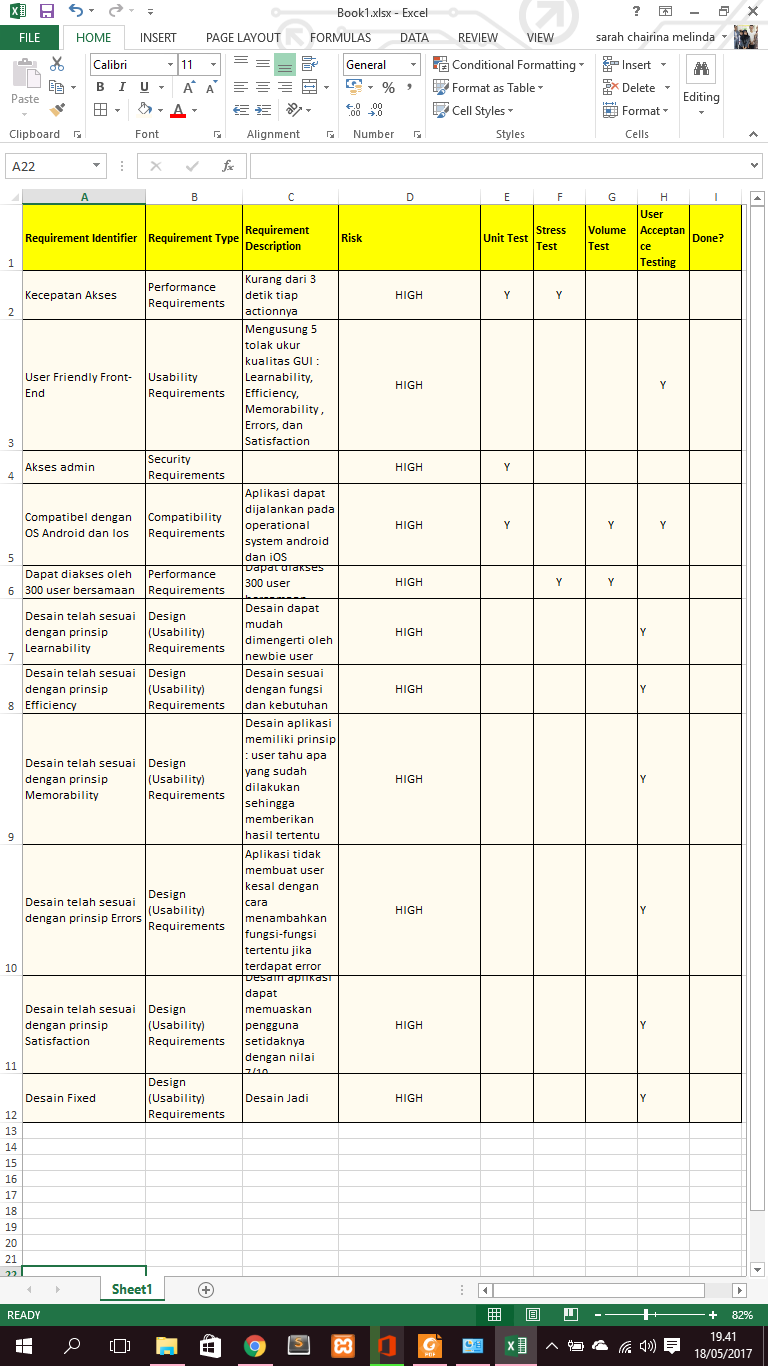 Book1.xlsx - Excel
FILE HOME INSERT PAGE LAYOUT FORMULAS DATA REVIEW VIEW sarah chairina melinda
Paste
Calibri 11
B I U A A
A
General
% ,
Conditional Formatting
Format as Table
Cell Styles
Insert
Delete
Format
Editing
Clipboard Font Alignment Number Styles Cells
A22 fx
A B C D E F G H I
1 Requirement Identifier Requirement Type Requirement
Description Risk Unit Test Stress
Test Volume
Test User
Acceptan
ce
Testing Done?
2 Kecepatan Akses Performance
Requirements Kurang dari 3
detik tiap
actionnya HIGH Y Y
3 User Friendly Front-
End Usability
Requirements Mengusung 5
tolak ukur
kualitas GUI :
Learnability,
Efficiency,
Memorability ,
Errors, dan
Satisfaction HIGH Y
4 Akses admin Security
Requirements HIGH Y
5 Compatibel dengan
OS Android dan Ios Compatibility
Requirements Aplikasi dapat
dijalankan pada
operational
system android
dan iOS HIGH Y Y Y
6 Dapat diakses oleh
300 user bersamaan Performance
Requirements Dapat diakses
300 user
HIGH Y Y
7 Desain telah sesuai
dengan prinsip
Learnability Design
(Usability)
Requirements Desain dapat
mudah
dimengerti oleh
newbie user HIGH Y
8 Desain telah sesuai
dengan prinsip
Efficiency Design
(Usability)
Requirements Desain sesuai
dengan fungsi
dan kebutuhan HIGH Y
9 Desain telah sesuai
dengan prinsip
Memorability Design
(Usability)
Requirements Desain aplikasi
memiliki prinsip
: user tahu apa
yang sudah
dilakukan
sehingga
memberikan
hasil tertentu HIGH Y
10 Desain telah sesuai
dengan prinsip Errors Design
(Usability)
Requirements Aplikasi tidak
membuat user
kesal dengan
cara
menambahkan
fungsi-fungsi
tertentu jika
terdapat error HIGH Y
11 Desain telah sesuai
dengan prinsip
Satisfaction Design
(Usability)
Requirements Desain aplikasi
dapat
memuaskan
pengguna
setidaknya
dengan nilai
7/10 HIGH Y
12 Desain Fixed Design
(Usability)
Requirements Desain Jadi HIGH Y
13
14
15
16
17
18
19
20
21
22
Sheet1
READY 82%
19.41
18/05/2017